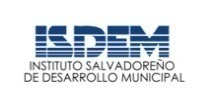 ISDEM
INSTITUTO SALVADOREÑO
DE DESARROLLO MUNICIPAL